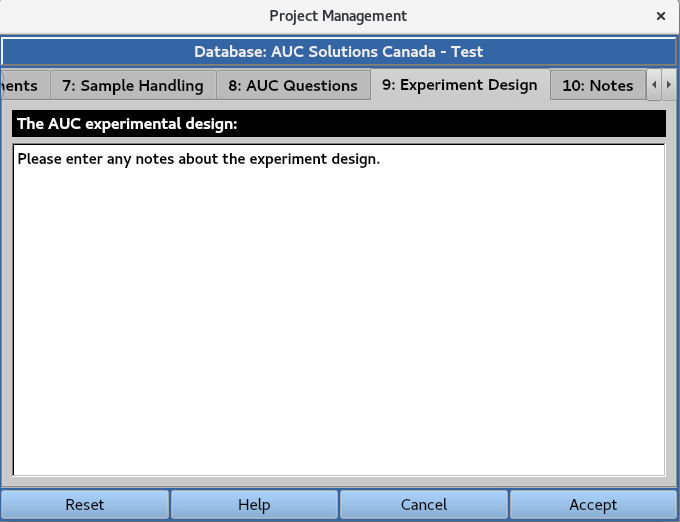 Project Management
Database: AUC Solutions Canada - Test
7: Sample Handling
8: AUC Questions
9: Experiment Design
10: Notes
The AUC experimental design:
Please enter any notes about the experiment design.
Reset
Help
Cancel
Accept